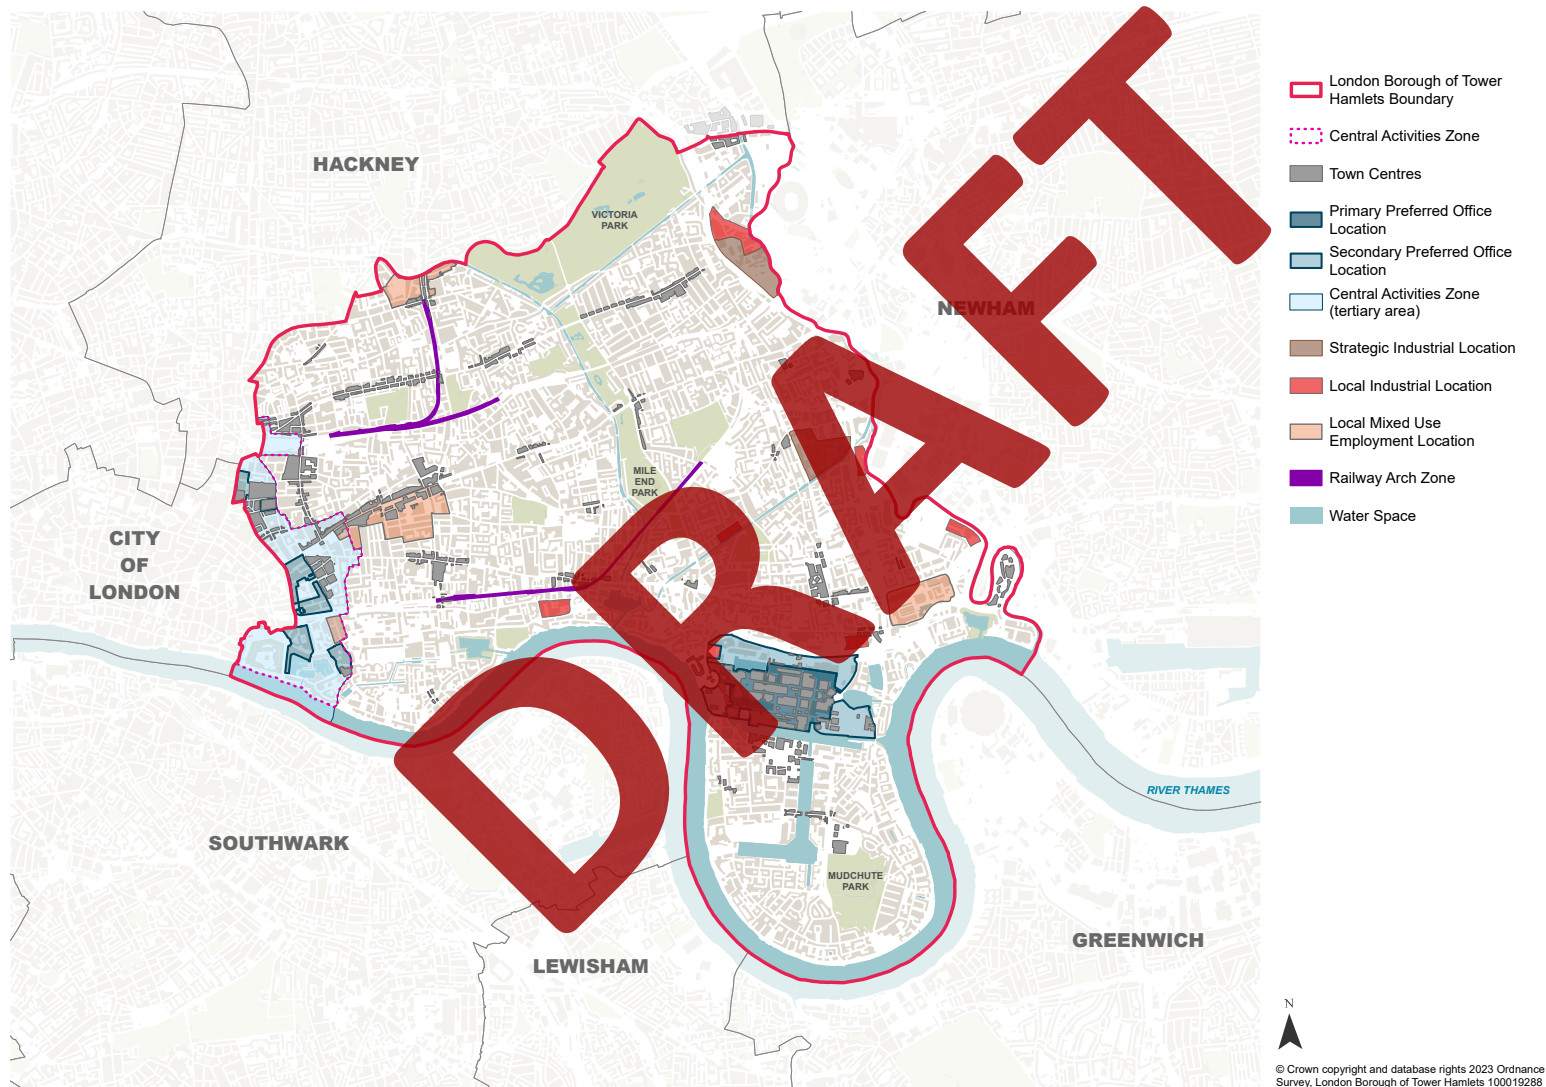 HACKNEY
VICTORIA
PARK
NEWHAM
MILE
END
PARK
CITY
OF
LONDON
RIVER THAMES
SOUTHWARK
MUDCHUTE
PARK
GREENWICH
LEWISHAM
DRAFT
London Borough of Tower
Hamlets Boundary
Central Activities Zone
Town Centres
Primary Preferred Office
Location
Secondary Preferred Office
Location
Central Activities Zone
(tertiary area)
Strategic Industrial Location
Local Industrial Location
Local Mixed Use
Employment Location
Railway Arch Zone
Water Space
N
© Crown copyright and database rights 2023 Ordnance
Survey, London Borough of Tower Hamlets 100019288